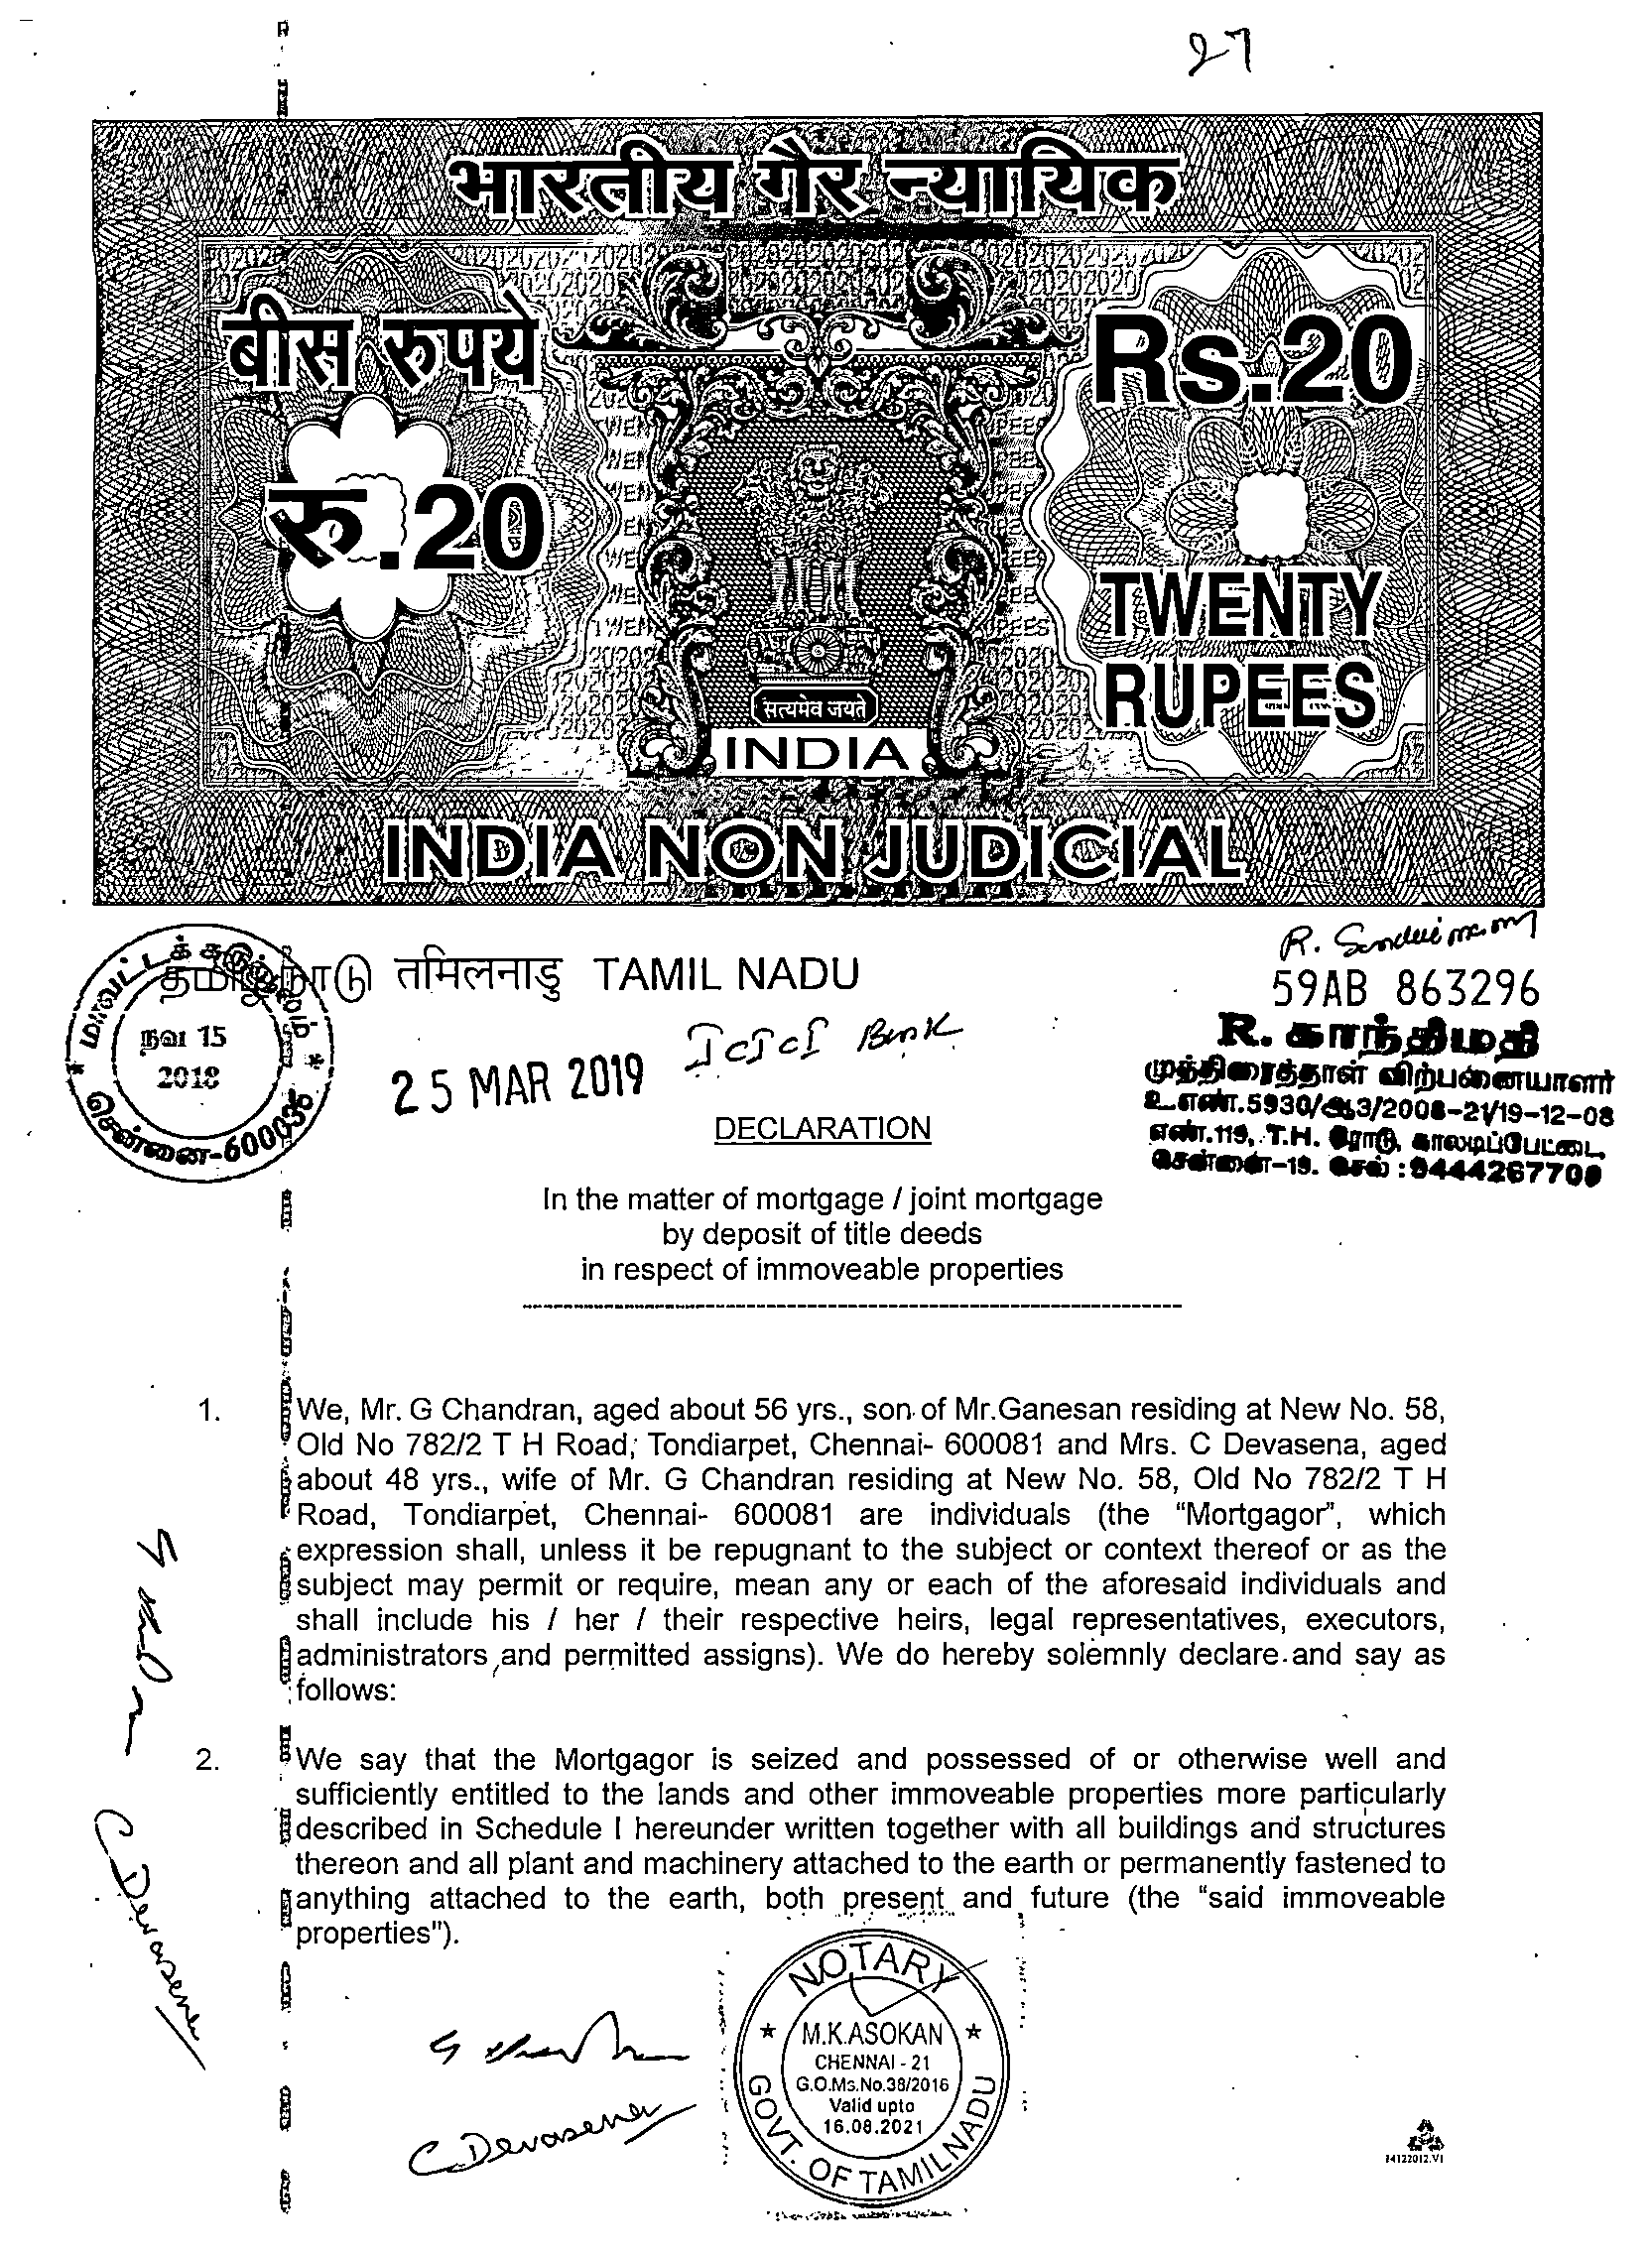 27
भारतीय गैर न्यायिक
बीस रुपये
Rs.20
रु.20
TWENTY
RUPEES
सत्यमेव जयते
INDIA
INDIA NON JUDICIAL
தமிழ்நாடு तमिलनाडु TAMIL NADU
59AB 863296
நவ 15
2018
சென்னை-600035
25 MAR 2019
ICICI Bank
R. காந்திமதி
முத்திரைத்தாள் விற்பனையாளர்
உ.எண்.5930/ஆ3/2008-21/19-12-08
எண்.119, T.H. ரோடு, காலடிப்பேட்டை,
சென்னை-19. செல் : 9444267700
DECLARATION
In the matter of mortgage / joint mortgage
by deposit of title deeds
in respect of immoveable properties
1. We, Mr. G Chandran, aged about 56 yrs., son of Mr.Ganesan residing at New No. 58,
Old No 782/2 T H Road, Tondiarpet, Chennai- 600081 and Mrs. C Devasena, aged
about 48 yrs., wife of Mr. G Chandran residing at New No. 58, Old No 782/2 T H
Road, Tondiarpet, Chennai- 600081 are individuals (the “Mortgagor”, which
expression shall, unless it be repugnant to the subject or context thereof or as the
subject may permit or require, mean any or each of the aforesaid individuals and
shall include his / her / their respective heirs, legal representatives, executors,
administrators and permitted assigns). We do hereby solemnly declare and say as
follows:
2. We say that the Mortgagor is seized and possessed of or otherwise well and
sufficiently entitled to the lands and other immoveable properties more particularly
described in Schedule I hereunder written together with all buildings and structures
thereon and all plant and machinery attached to the earth or permanently fastened to
anything attached to the earth, both present and future (the “said immoveable
properties").
C Devasena
C Devasena
NOTARY
M.K.ASOKAN
CHENNAI - 21
G.O.Ms.No.38/2016
Valid upto
16.08.2021
GOVT. OF TAMILNADU
14122012.V1